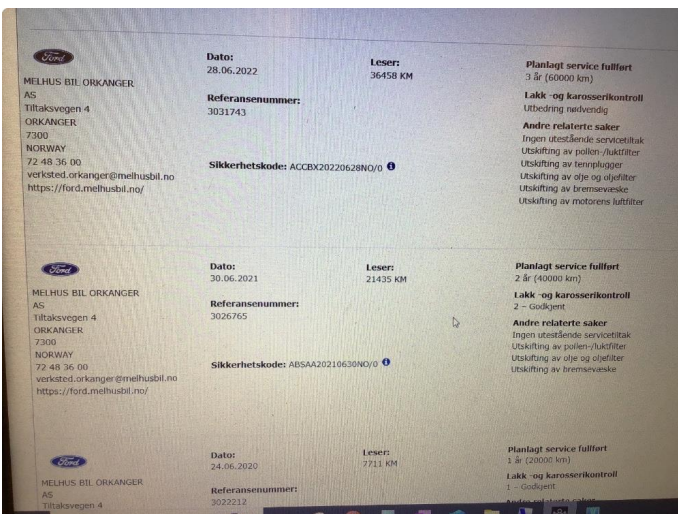 Ford
MELHUS BIL ORKANGER
AS
Tiltaksvegen 4
ORKANGER
7300
NORWAY
72 48 36 00
verksted.orkanger@melhusbil.no
https://ford.melhusbil.no/
Dato:
28.06.2022
Referansenummer:
3031743
Sikkerhetskode: ACCBX20220628NO/0
Leser:
36458 KM
Planlagt service fullført
3 år (60000 km)
Lakk -og karosserikontroll
Utbedring nødvendig
Andre relaterte saker
Ingen utestående servicetiltak
Utskifting av pollen-/luktfilter
Utskifting av tennplugger
Utskifting av olje og oljefilter
Utskifting av bremsevæske
Utskifting av motorens luftfilter
Ford
MELHUS BIL ORKANGER
AS
Tiltaksvegen 4
ORKANGER
7300
NORWAY
72 48 36 00
verksted.orkanger@melhusbil.no
https://ford.melhusbil.no/
Dato:
30.06.2021
Referansenummer:
3026765
Sikkerhetskode: ABSAA20210630NO/0
Leser:
21435 KM
Planlagt service fullført
2 år (40000 km)
Lakk -og karosserikontroll
2 – Godkjent
Andre relaterte saker
Ingen utestående servicetiltak
Utskifting av pollen-/luktfilter
Utskifting av olje og oljefilter
Utskifting av bremsevæske
Ford
MELHUS BIL ORKANGER
AS
Tiltaksvegen 4
Dato:
24.06.2020
Referansenummer:
3022212
Leser:
7711 KM
Planlagt service fullført
1 år (20000 km)
Lakk -og karosserikontroll
1 – Godkjent
Andre relaterte saker